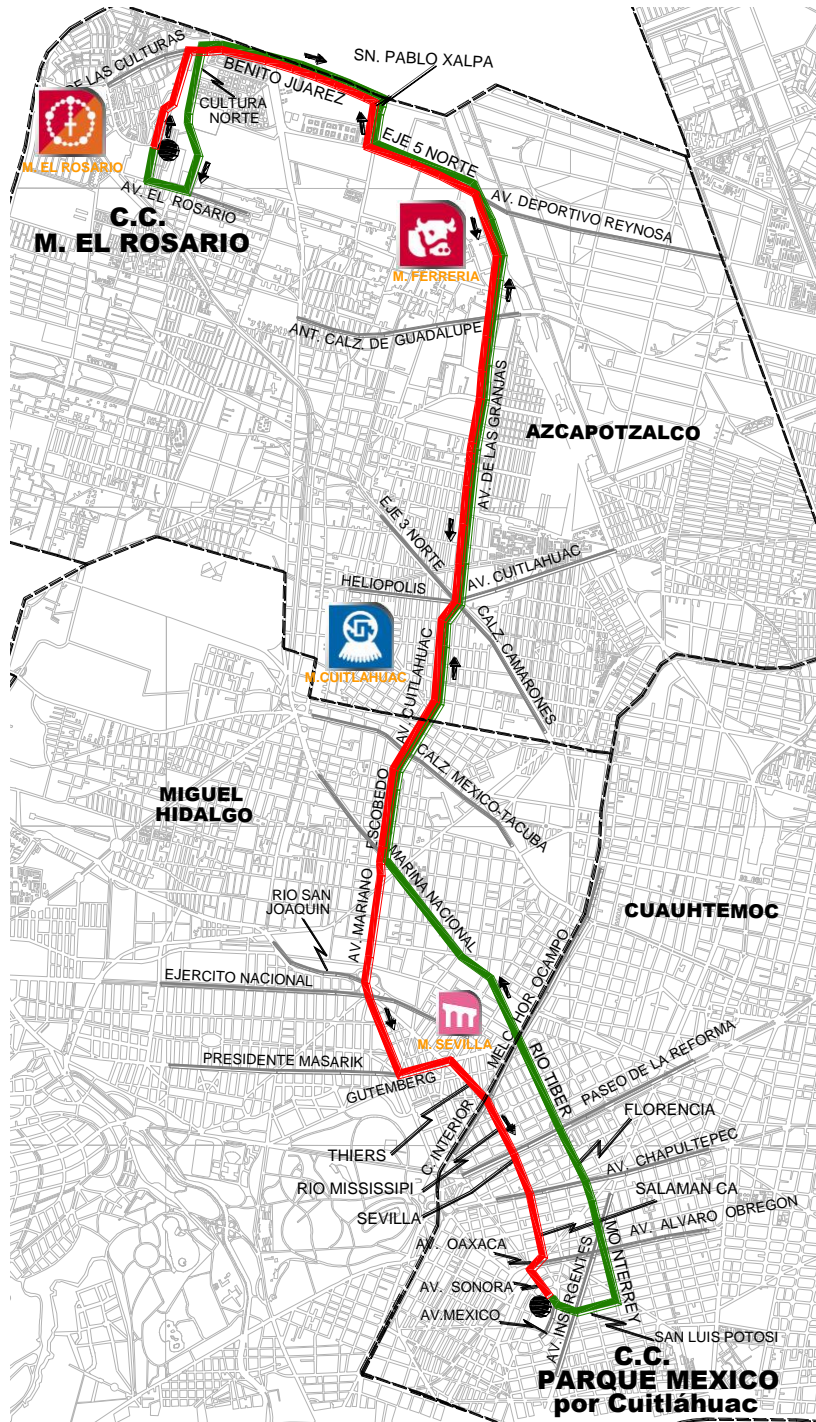 DE LAS CULTURAS
SN. PABLO XALPA
BENITO JUAREZ
CULTURA
NORTE
M. EL ROSARIO
EJE 5 NORTE
AV. EL ROSARIO
AV. DEPORTIVO REYNOSA
C.C.
M. EL ROSARIO
M. FERRERIA
ANT. CALZ. DE GUADALUPE
AV. DE LAS GRANJAS
AZCAPOTZALCO
EJE 3 NORTE
AV. CUITLAHUAC
HELIOPOLIS
CALZ. CAMARONES
M.CUITLAHUAC
AV. CUITLAHUAC
CALZ. MEXICO-TACUBA
MIGUEL
HIDALGO
ESCOBEDO
MARINA NACIONAL
AV. MARIANO
RIO SAN
JOAQUIN
CUAUHTEMOC
EJERCITO NACIONAL
MELCHOR OCAMPO
M. SEVILLA
PRESIDENTE MASARIK
GUTEMBERG
RIO TIBER
PASEO DE LA REFORMA
FLORENCIA
C. INTERIOR
THIERS
AV. CHAPULTEPEC
RIO MISSISSIPI
SALAMAN CA
SEVILLA
AV. ALVARO OBREGON
AV. OAXACA
MO NTERREY
AV. SONORA
AV. INSURGENTES
AV.MEXICO
SAN LUIS POTOSI
C.C.
PARQUE MEXICO
por Cuitláhuac